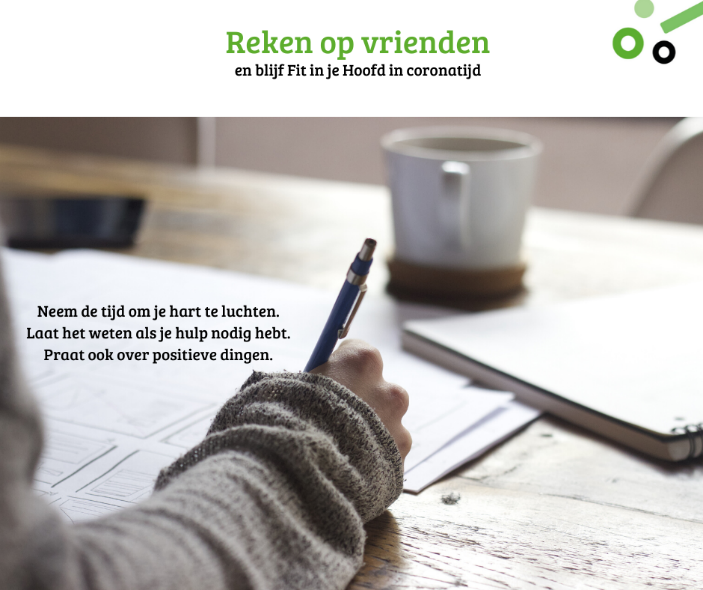 Reken op vrienden
en blijf Fit in je Hoofd in coronatijd
Neem de tijd om je hart te luchten.
Laat het weten als je hulp nodig hebt.
Praat ook over positieve dingen.